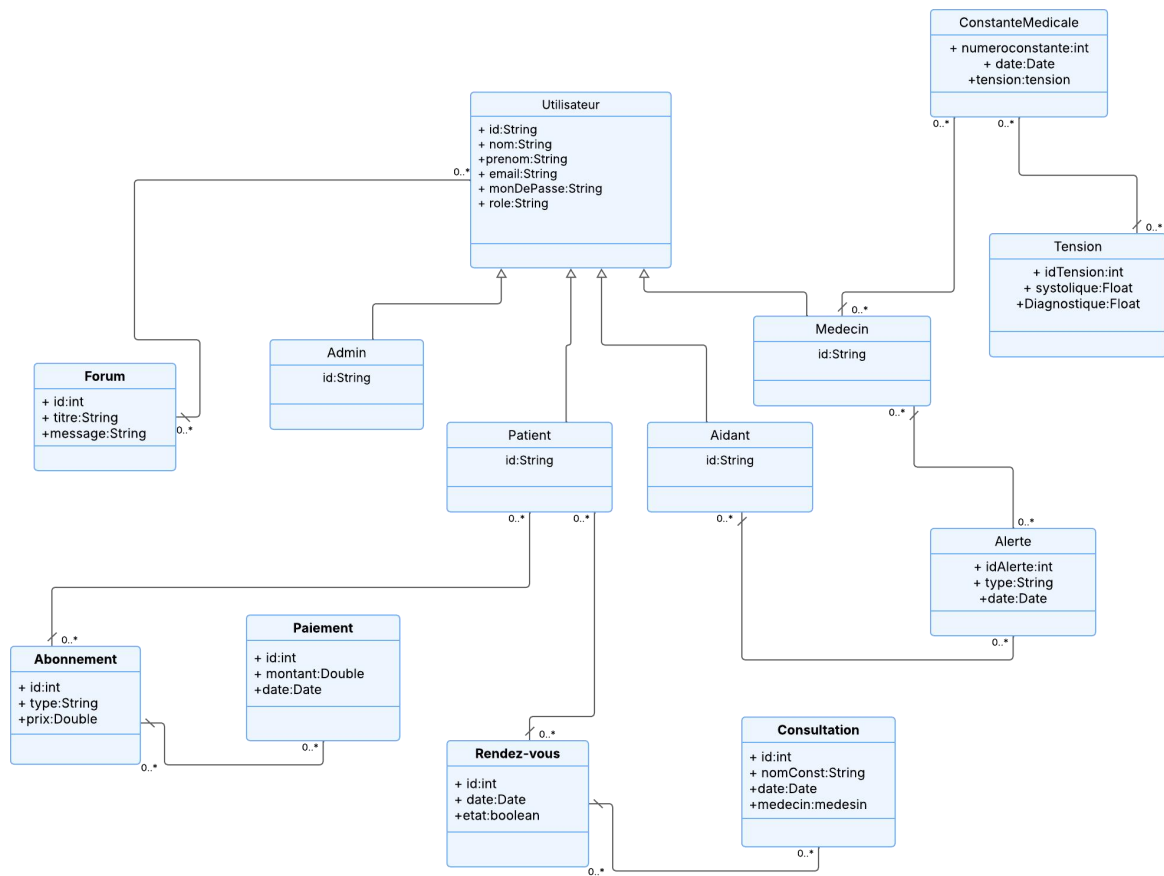 ConstanteMedicale
+ numeroconstante:int
+ date:Date
+tension:tension
0..*
0..*
Utilisateur
+ id:String
+ nom:String
+prenom:String
+ email:String
+ monDePasse:String
+ role:String
0..*
0..*
Tension
+ idTension:int
+ systolique:Float
+Diagnostique:Float
0..*
Medecin
id:String
0..*
Admin
id:String
Forum
+ id:int
+ titre:String
+message:String
0..*
Patient
id:String
0..*
0..*
Aidant
id:String
0..*
0..*
Alerte
+ idAlerte:int
+ type:String
+date:Date
0..*
0..*
Abonnement
+ id:int
+ type:String
+prix:Double
0..*
Paiement
+ id:int
+ montant:Double
+date:Date
0..*
0..*
Rendez-vous
+ id:int
+ date:Date
+etat:boolean
0..*
Consultation
+ id:int
+ nomConst:String
+date:Date
+medecin:medesin
0..*